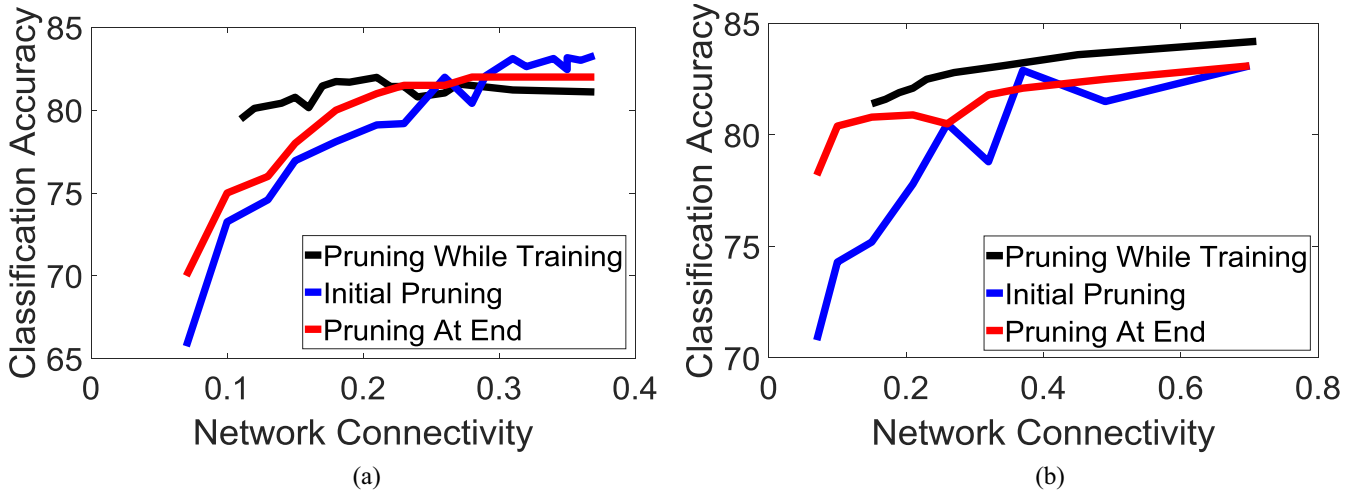 Classification Accuracy
85
80
75
70
65
0
0.1
0.2
0.3
0.4
Network Connectivity
Pruning While Training
Initial Pruning
Pruning At End
(a)
Classification Accuracy
85
80
75
70
0
0.2
0.4
0.6
0.8
Network Connectivity
Pruning While Training
Initial Pruning
Pruning At End
(b)